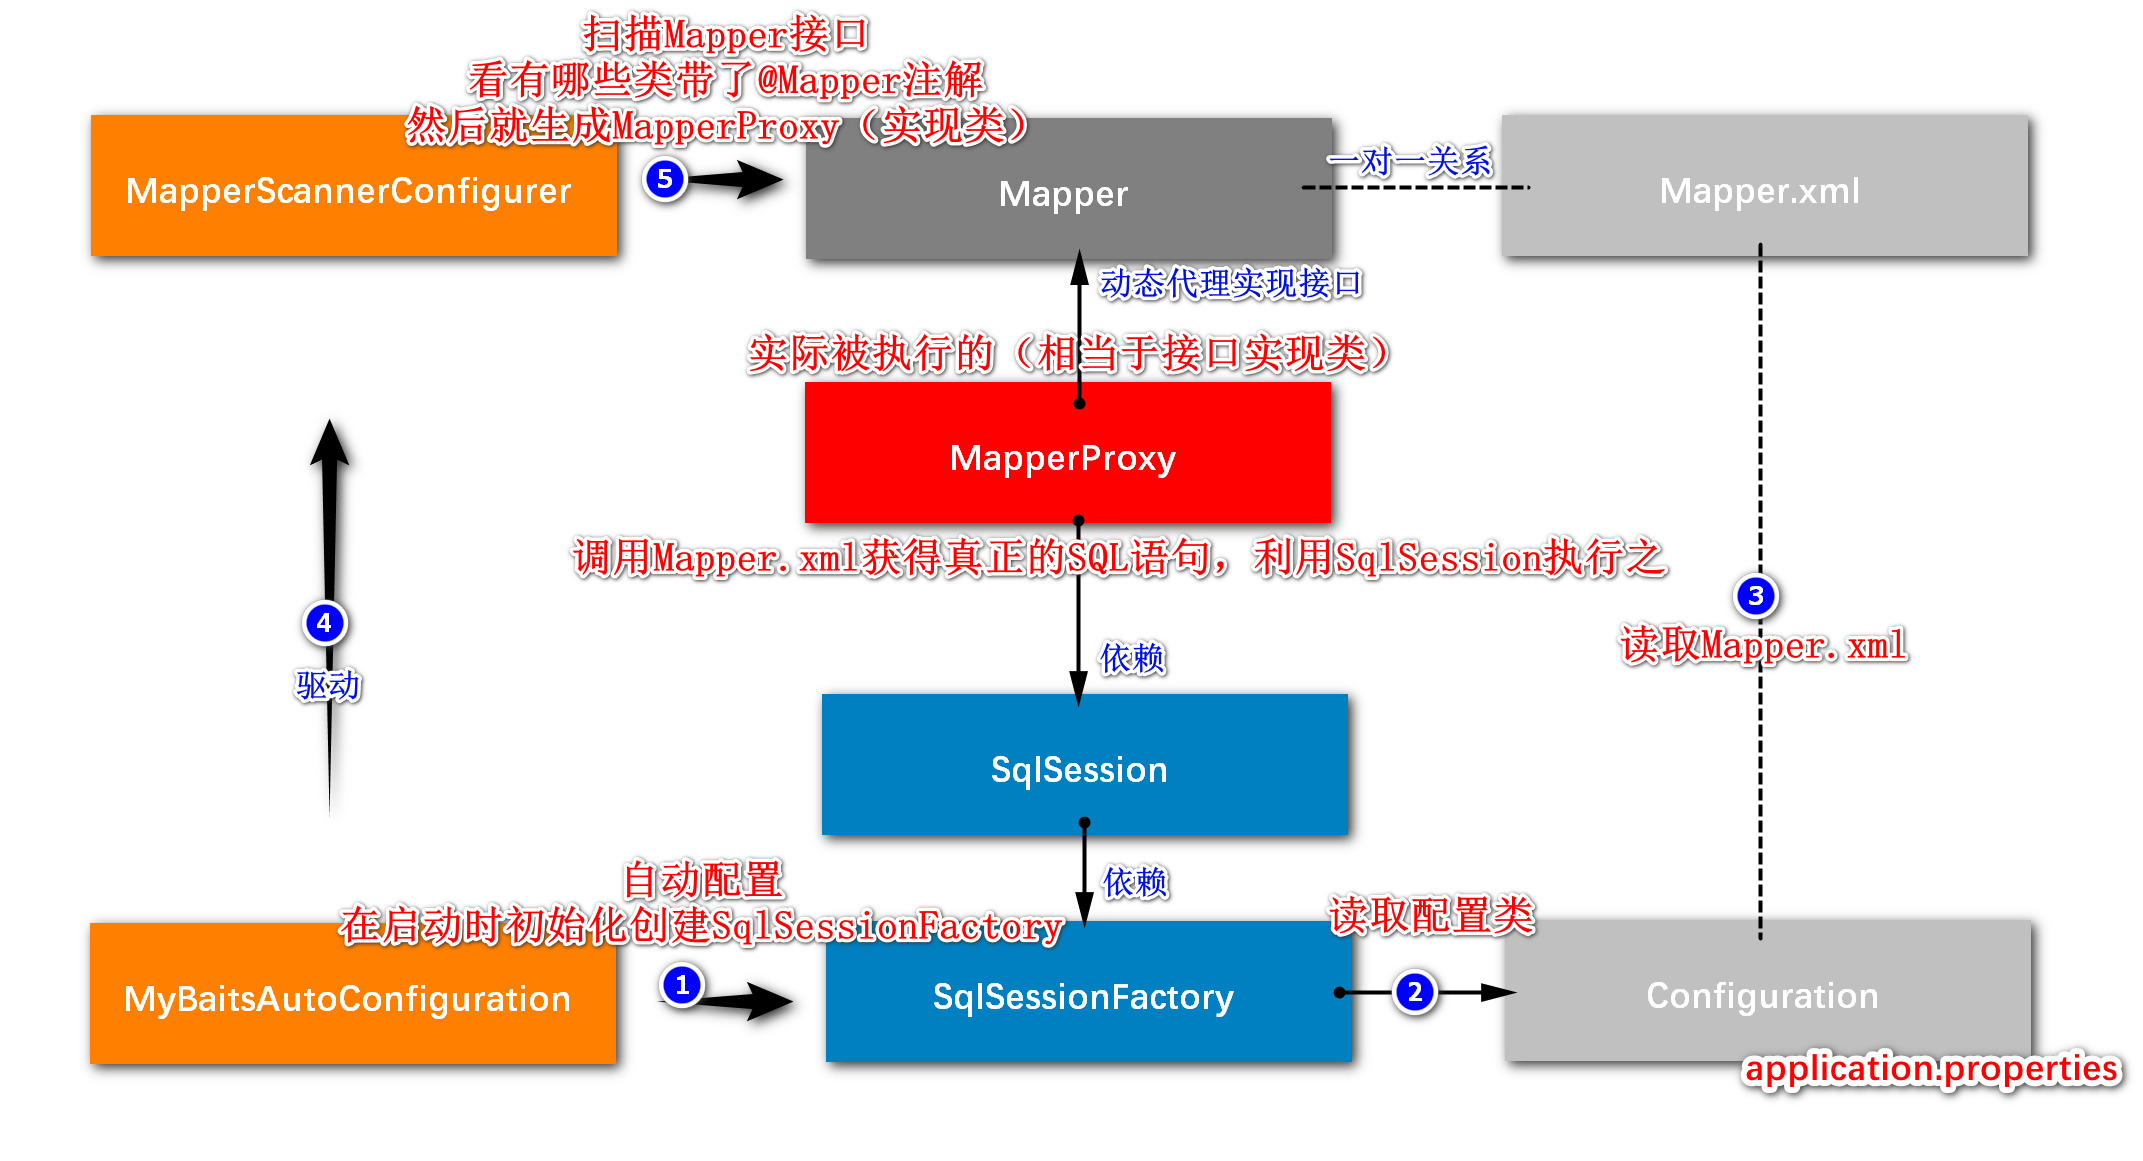 扫描Mapper接口
看有哪些类带了@Mapper注解
然后就生成MapperProxy（实现类）
MapperScannerConfigurer
5
Mapper
一对一关系
Mapper.xml
动态代理实现接口
实际被执行的（相当于接口实现类）
MapperProxy
调用Mapper.xml获得真正的SQL语句，利用SqlSession执行之
4
驱动
3
读取Mapper.xml
依赖
SqlSession
依赖
自动配置
在启动时初始化创建SqlSessionFactory
读取配置类
MyBaitsAutoConfiguration
1
SqlSessionFactory
2
Configuration
application.properties